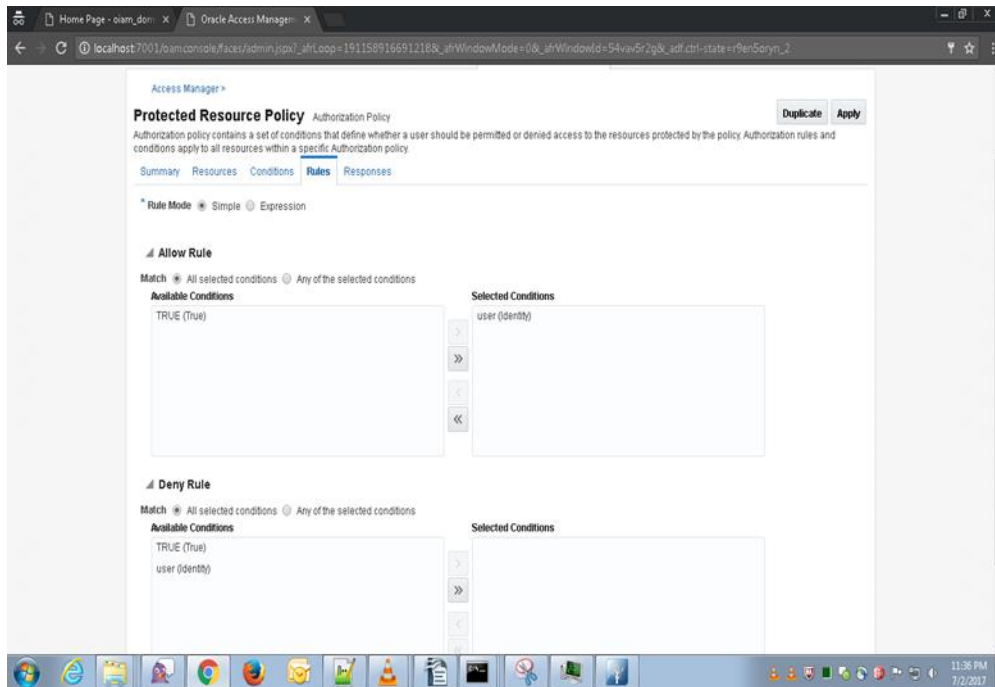 Home Page - oiam_dom
Oracle Access Managem
localhost:7001/oamconsole/faces/admin.jspx?_afrLoop=19115891669121​8&_afrWindowMode=0&_afrWindowId=54vav5r2g&_adf.ctrl-state=r9en5oryn_2
Access Manager >
Protected Resource Policy Authorization Policy
Duplicate Apply
Authorization policy contains a set of conditions that define whether a user should be permitted or denied access to the resources protected by the policy. Authorization rules and
conditions apply to all resources within a specific Authorization policy.
Summary Resources Conditions Rules Responses
* Rule Mode Simple Expression
Allow Rule
Match All selected conditions Any of the selected conditions
Available Conditions Selected Conditions
TRUE (True) user (Identity)
Deny Rule
Match All selected conditions Any of the selected conditions
Available Conditions Selected Conditions
TRUE (True)
user (Identity)
11:36 PM
7/2/2017